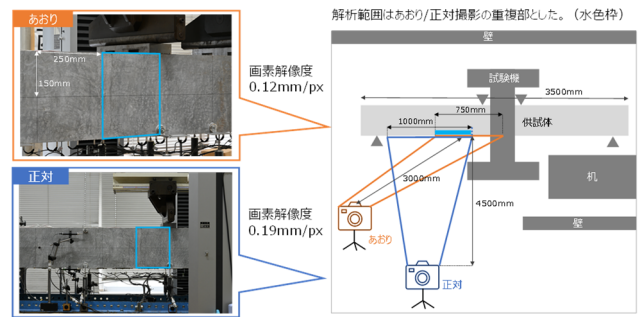 あおり
250mm
150mm
画素解像度
0.12mm/px
正対
画素解像度
0.19mm/px
解析範囲はあおり/正対撮影の重複部とした。（水色枠）
壁
試験機
3500mm
750mm
1000mm
供試体
3000mm
机
4500mm
壁
あおり
正対